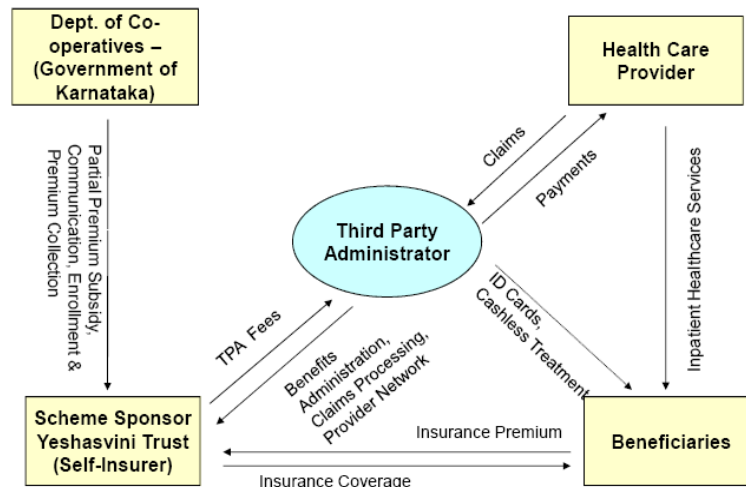 Dept. of Co-
operatives –
(Government of
Karnataka)
Health Care
Provider
Claims
Payments
Partial Premium Subsidy,
Communication, Enrollment &
Premium Collection
Third Party
Administrator
Inpatient Healthcare Services
ID Cards,
Cashless Treatment
TPA Fees
Benefits
Administration,
Claims Processing,
Provider Network
Scheme Sponsor
Yeshasvini Trust
(Self-Insurer)
Insurance Premium
Beneficiaries
Insurance Coverage